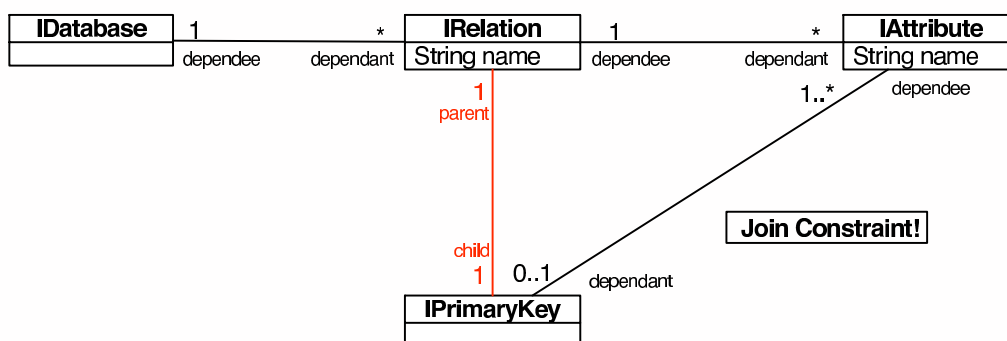 IDatabase
1
dependee
*
dependant
IRelation
String name
1
dependee
*
dependant
IAttribute
String name
dependee
1
parent
1..*
Join Constraint!
child
1
0..1
dependant
IPrimaryKey